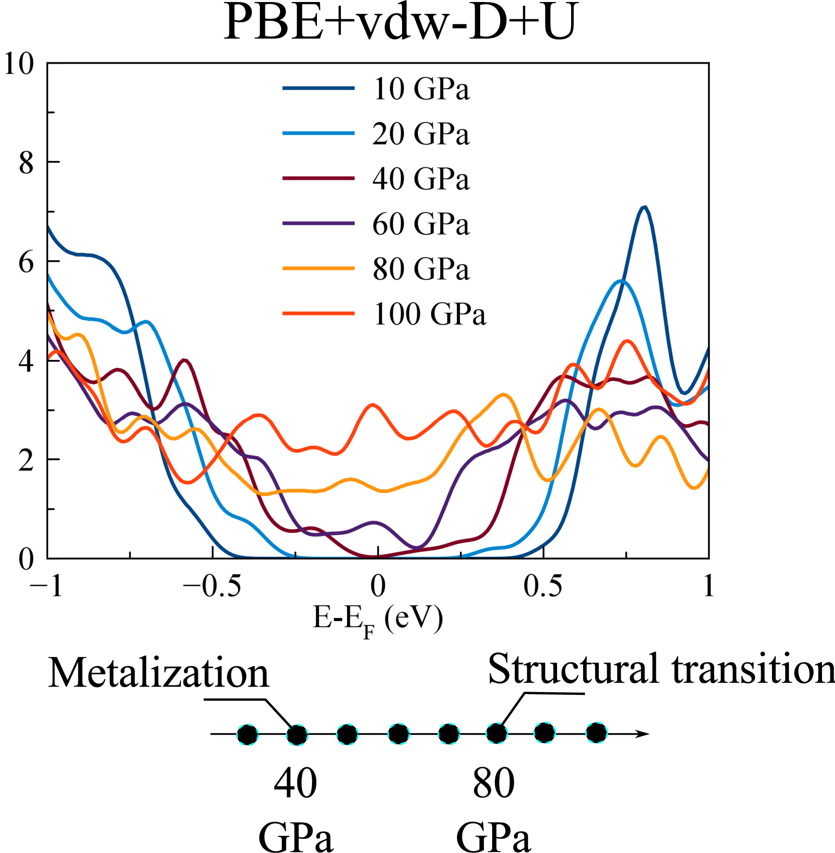 PBE+vdw-D+U
10
8
6
4
2
0
10 GPa
20 GPa
40 GPa
60 GPa
80 GPa
100 GPa
−1 −0.5 0 0.5 1
E-E_F (eV)
Metalization
Structural transition
40 80
GPa GPa